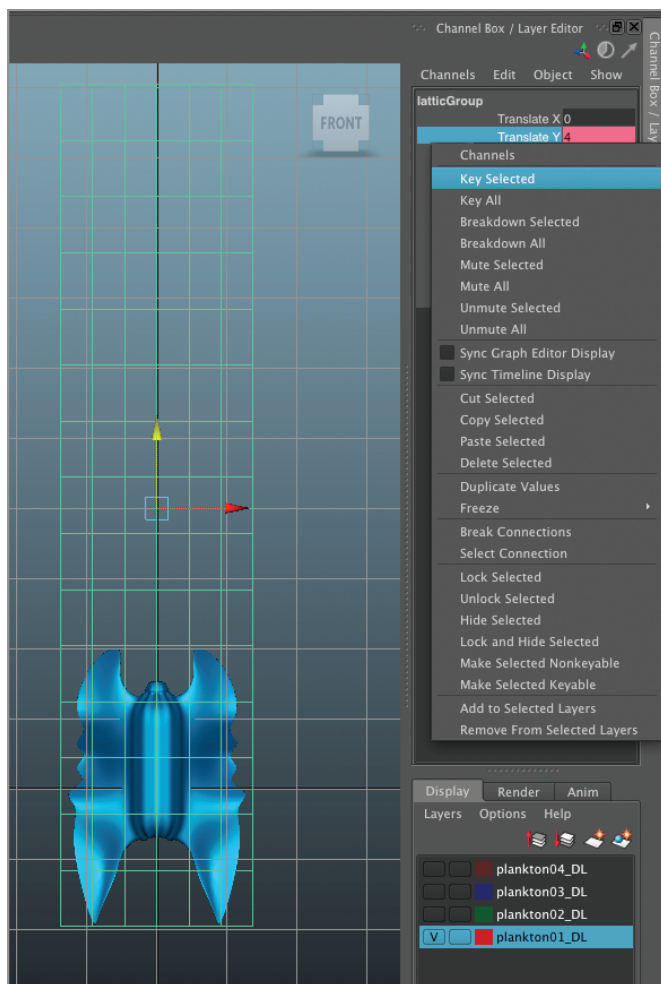 Channel Box / Layer Editor
Channel Box / Lay
Channels Edit Object Show
latticGroup
Translate X 0
Translate Y 4
FRONT
Channels
Key Selected
Key All
Breakdown Selected
Breakdown All
Mute Selected
Mute All
Unmute Selected
Unmute All
Sync Graph Editor Display
Sync Timeline Display
Cut Selected
Copy Selected
Paste Selected
Delete Selected
Duplicate Values
Freeze
Break Connections
Select Connection
Lock Selected
Unlock Selected
Hide Selected
Lock and Hide Selected
Make Selected Nonkeyable
Make Selected Keyable
Add to Selected Layers
Remove From Selected Layers
Display Render Anim
Layers Options Help
plankton04_DL
plankton03_DL
plankton02_DL
V plankton01_DL